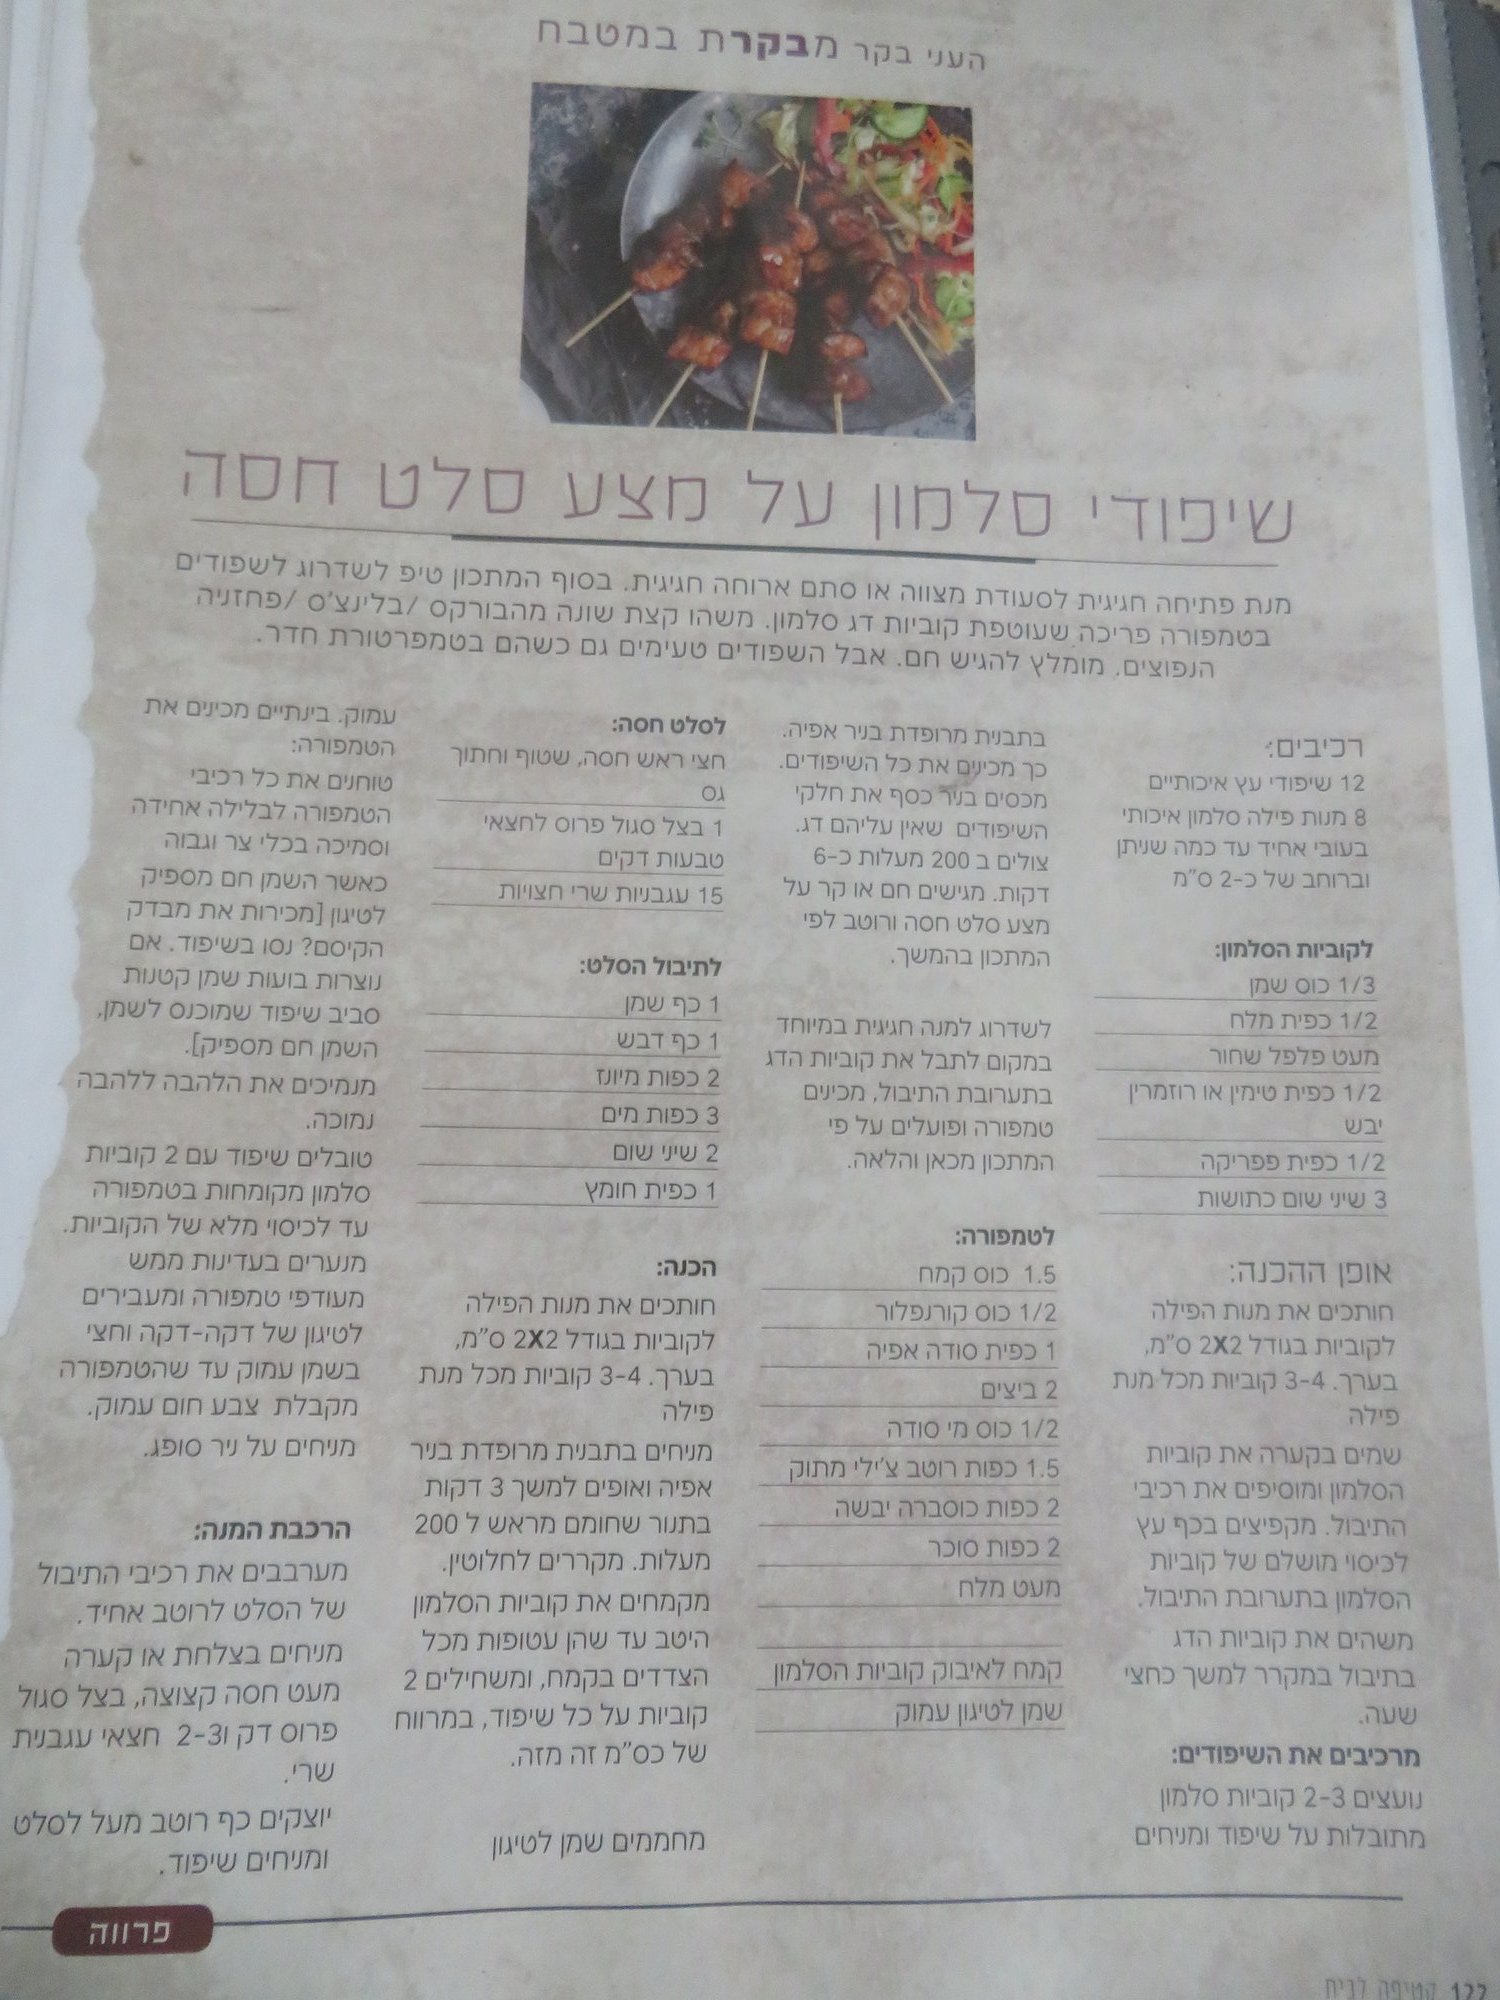 העני בקר מבקרת במטבח
שיפודי סלמון על מצע סלט חסה
מנת פתיחה חגיגית לסעודת מצווה או סתם ארוחה חגיגית. בסוף המתכון טיפ לשדרוג לשפודים
בטמפורה פריכה שעוטפת קוביות דג סלמון. משהו קצת שונה מהבורקס /בלינצ'ס /פחזניה
הנפוצים. מומלץ להגיש חם. אבל השפודים טעימים גם כשהם בטמפרטורת חדר.
רכיבים:
12 שיפודי עץ איכותיים
8 מנות פילה סלמון איכותי
בעובי אחיד עד כמה שניתן
וברוחב של כ-2 ס"מ
לקוביות הסלמון:
1/3 כוס שמן
1/2 כפית מלח
מעט פלפל שחור
1/2 כפית טימין או רוזמרין
יבש
1/2 כפית פפריקה
3 שיני שום כתושות
אופן ההכנה:
חותכים את מנות הפילה
לקוביות בגודל 2X2 ס"מ,
בערך. 3-4 קוביות מכל מנת
פילה
שמים בקערה את קוביות
הסלמון ומוסיפים את רכיבי
התיבול. מקפיצים בכף עץ
לכיסוי מושלם של קוביות
הסלמון בתערובת התיבול.
משהים את קוביות הדג
בתיבול במקרר למשך כחצי
שעה.
מרכיבים את השיפודים:
נועצים 2-3 קוביות סלמון
מתובלות על שיפוד ומניחים
בתבנית מרופדת בניר אפיה.
כך מכינים את כל השיפודים.
מכסים בניר כסף את חלקי
השיפודים שאין עליהם דג.
צולים ב 200 מעלות כ-6
דקות. מגישים חם או קר על
מצע סלט חסה ורוטב לפי
המתכון בהמשך.
לשדרוג למנה חגיגית במיוחד
במקום לתבל את קוביות הדג
בתערובת התיבול, מכינים
טמפורה ופועלים על פי
המתכון מכאן והלאה.
לטמפורה:
1.5 כוס קמח
1/2 כוס קורנפלור
1 כפית סודה אפיה
2 ביצים
1/2 כוס מי סודה
1.5 כפות רוטב צ'ילי מתוק
2 כפות כוסברה יבשה
2 כפות סוכר
מעט מלח
קמח לאיבוק קוביות הסלמון
שמן לטיגון עמוק
לסלט חסה:
חצי ראש חסה, שטוף וחתוך
גס
1 בצל סגול פרוס לחצאי
טבעות דקים
15 עגבניות שרי חצויות
לתיבול הסלט:
1 כף שמן
1 כף דבש
2 כפות מיונז
3 כפות מים
2 שיני שום
1 כפית חומץ
הכנה:
חותכים את מנות הפילה
לקוביות בגודל 2X2 ס"מ,
בערך. 3-4 קוביות מכל מנת
פילה
מניחים בתבנית מרופדת בניר
אפיה ואופים למשך 3 דקות
בתנור שחומם מראש ל 200
מעלות. מקררים לחלוטין.
מקמחים את קוביות הסלמון
היטב עד שהן עטופות מכל
הצדדים בקמח, ומשחילים 2
קוביות על כל שיפוד, במרווח
של כס"מ זה מזה.
מחממים שמן לטיגון
עמוק. בינתיים מכינים את
הטמפורה:
טוחנים את כל רכיבי
הטמפורה לבלילה אחידה
וסמיכה בכלי צר וגבוה
כאשר השמן חם מספיק
לטיגון [מכירות את מבדק
הקיסם? נסו בשיפוד. אם
נוצרות בועות שמן קטנות
סביב שיפוד שמוכנס לשמן,
השמן חם מספיק].
מנמיכים את הלהבה ללהבה
נמוכה.
טובלים שיפוד עם 2 קוביות
סלמון מקומחות בטמפורה
עד לכיסוי מלא של הקוביות.
מנערים בעדינות ממש
מעודפי טמפורה ומעבירים
לטיגון של דקה-דקה וחצי
בשמן עמוק עד שהטמפורה
מקבלת צבע חום עמוק.
מניחים על ניר סופג.
הרכבת המנה:
מערבבים את רכיבי התיבול
של הסלט לרוטב אחיד.
מניחים בצלחת או קערה
מעט חסה קצוצה, בצל סגול
פרוס דק ו2-3 חצאי עגבנית
שרי.
יוצקים כף רוטב מעל לסלט
ומניחים שיפוד.
פרווה
122 קטיפה לבית